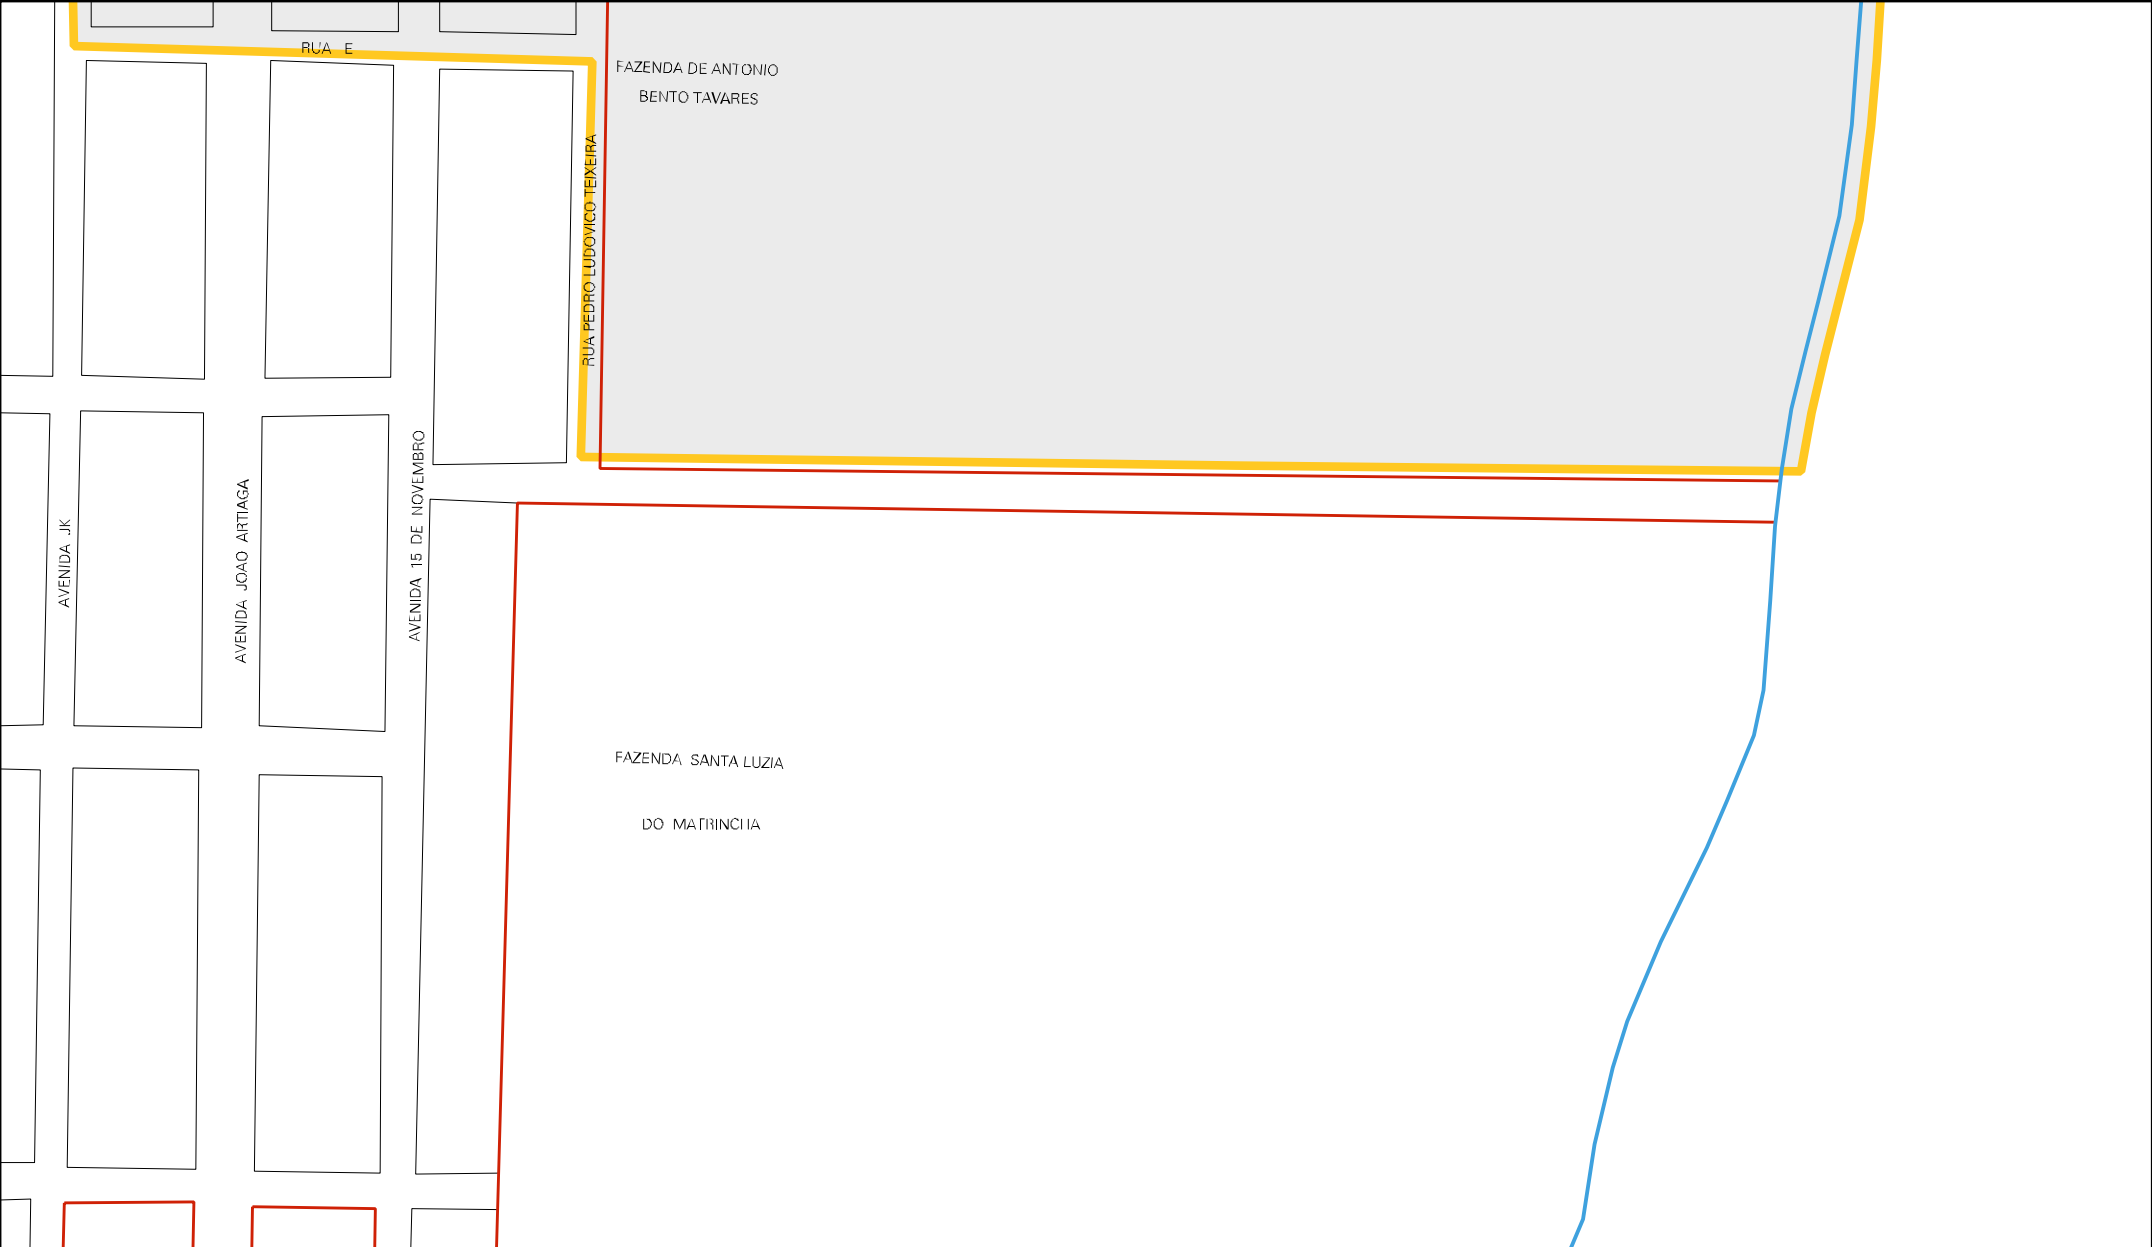 RUA E
FAZENDA DE ANTONIO
BENTO TAVARES
RUA PEDRO LUDOVICO TEIXEIRA
AVENIDA JK
AVENIDA JOAO ARTIAGA
AVENIDA 15 DE NOVEMBRO
FAZENDA SANTA LUZIA
DO MATRINCHA